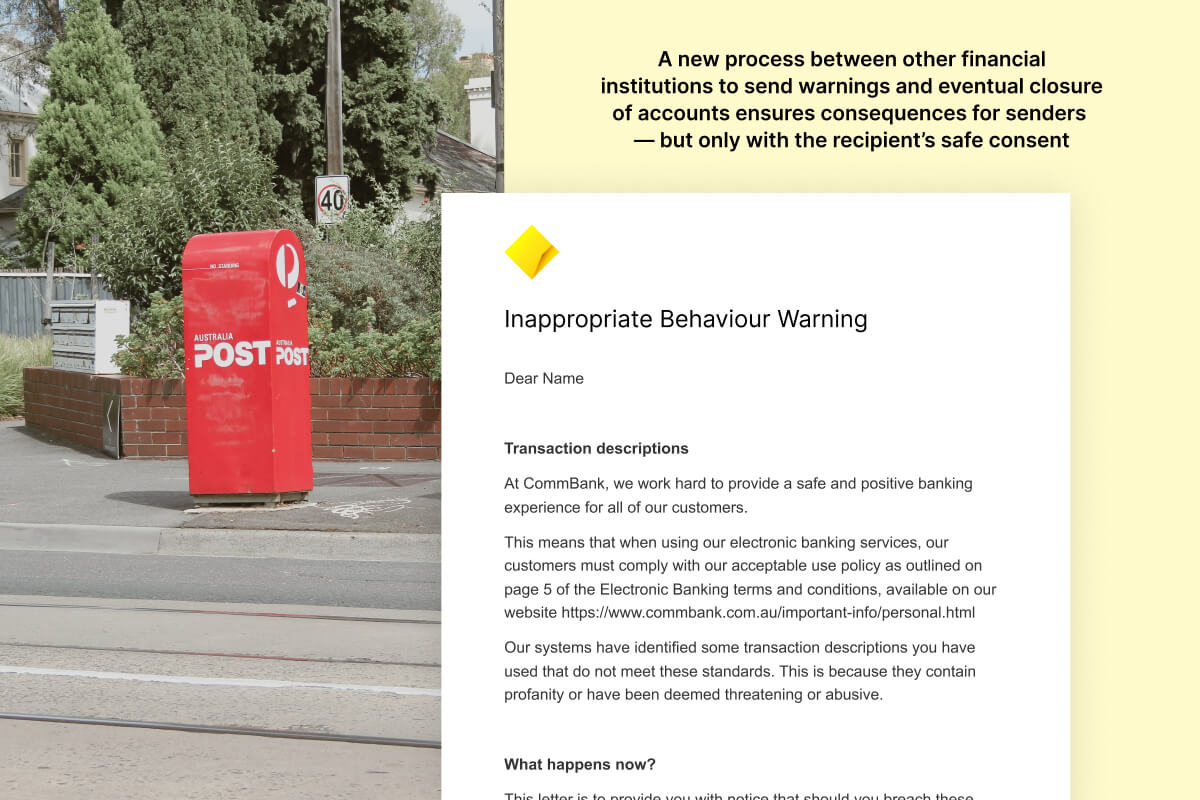 A new process between other financial
institutions to send warnings and eventual closure
of accounts ensures consequences for senders
— but only with the recipient’s safe consent
40
NO STANDING
AUSTRALIA
POST
AUSTRALIA
POST
Inappropriate Behaviour Warning
Dear Name
Transaction descriptions
At CommBank, we work hard to provide a safe and positive banking
experience for all of our customers.
This means that when using our electronic banking services, our
customers must comply with our acceptable use policy as outlined on
page 5 of the Electronic Banking terms and conditions, available on our
website https://www.commbank.com.au/important-info/personal.html
Our systems have identified some transaction descriptions you have
used that do not meet these standards. This is because they contain
profanity or have been deemed threatening or abusive.
What happens now?
This letter is to provide you with notice that should you breach these